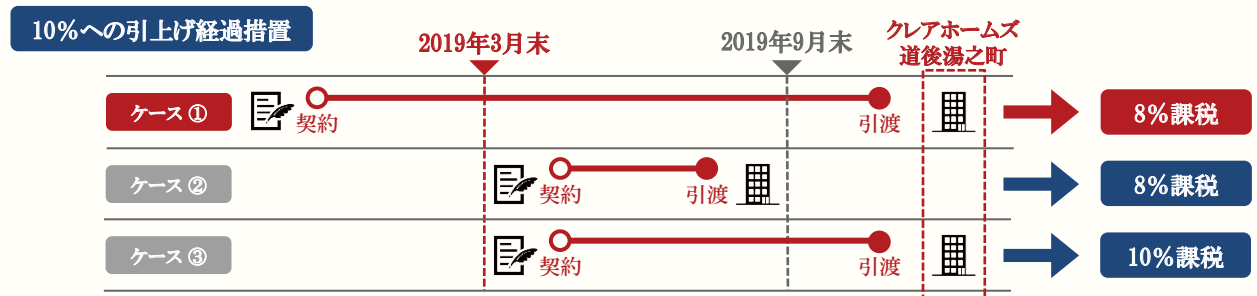 10%への引上げ経過措置
2019年3月末
2019年9月末
クレアホームズ
道後湯之町
ケース①
契約
引渡
8%課税
ケース②
契約
引渡
8%課税
ケース③
契約
引渡
10%課税